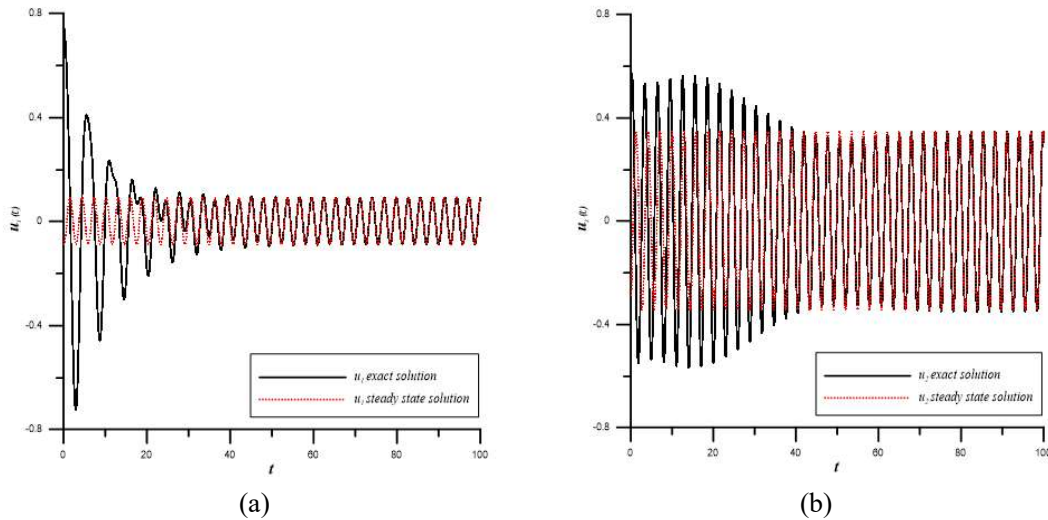 0.8
0.4
0
-0.4
-0.8
u₁ (t)
0 20 40 60 80 100
t
u₁ exact solution
u₁ steady state solution
(a)
0.8
0.4
0
-0.4
-0.8
u₂ (t)
0 20 40 60 80 100
t
u₂ exact solution
u₂ steady state solution
(b)